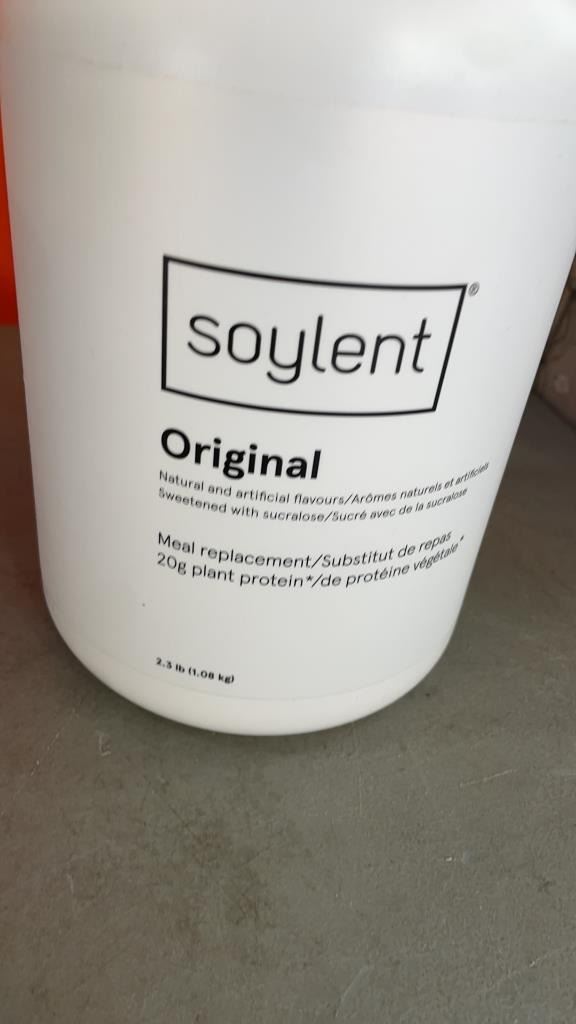 soylent®
Original
Natural and artificial flavours/Arômes naturels et artificiels
Sweetened with sucralose/Sucré avec de la sucralose
Meal replacement/Substitut de repas
20g plant protein*/de protéine végétale*
2.3 lb (1.08 kg)